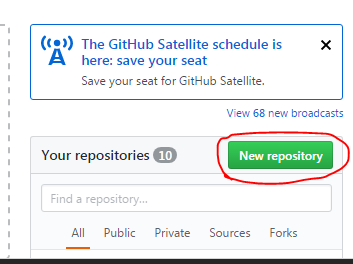 The GitHub Satellite schedule is
here: save your seat
Save your seat for GitHub Satellite.
View 68 new broadcasts
Your repositories 10 New repository
Find a repository...
All Public Private Sources Forks